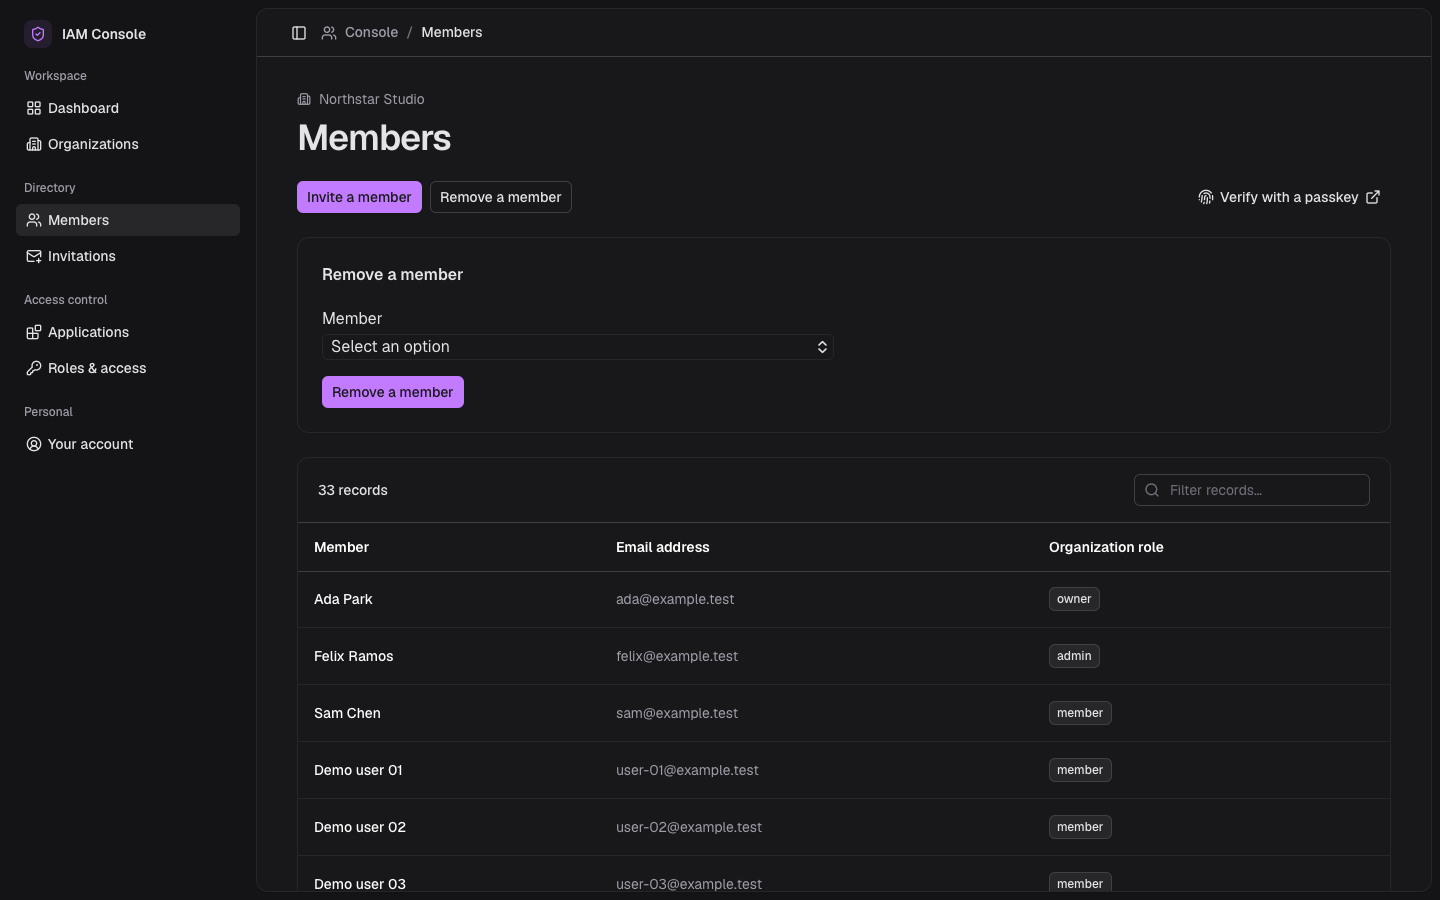 IAM Console
Workspace
Dashboard
Organizations
Directory
Members
Invitations
Access control
Applications
Roles & access
Personal
Your account
Console / Members
Northstar Studio
Members
Invite a member
Remove a member
Verify with a passkey
Remove a member
Member
Select an option
Remove a member
33 records
Filter records...
Member Email address Organization role
Ada Park ada@example.test owner
Felix Ramos felix@example.test admin
Sam Chen sam@example.test member
Demo user 01 user-01@example.test member
Demo user 02 user-02@example.test member
Demo user 03 user-03@example.test member